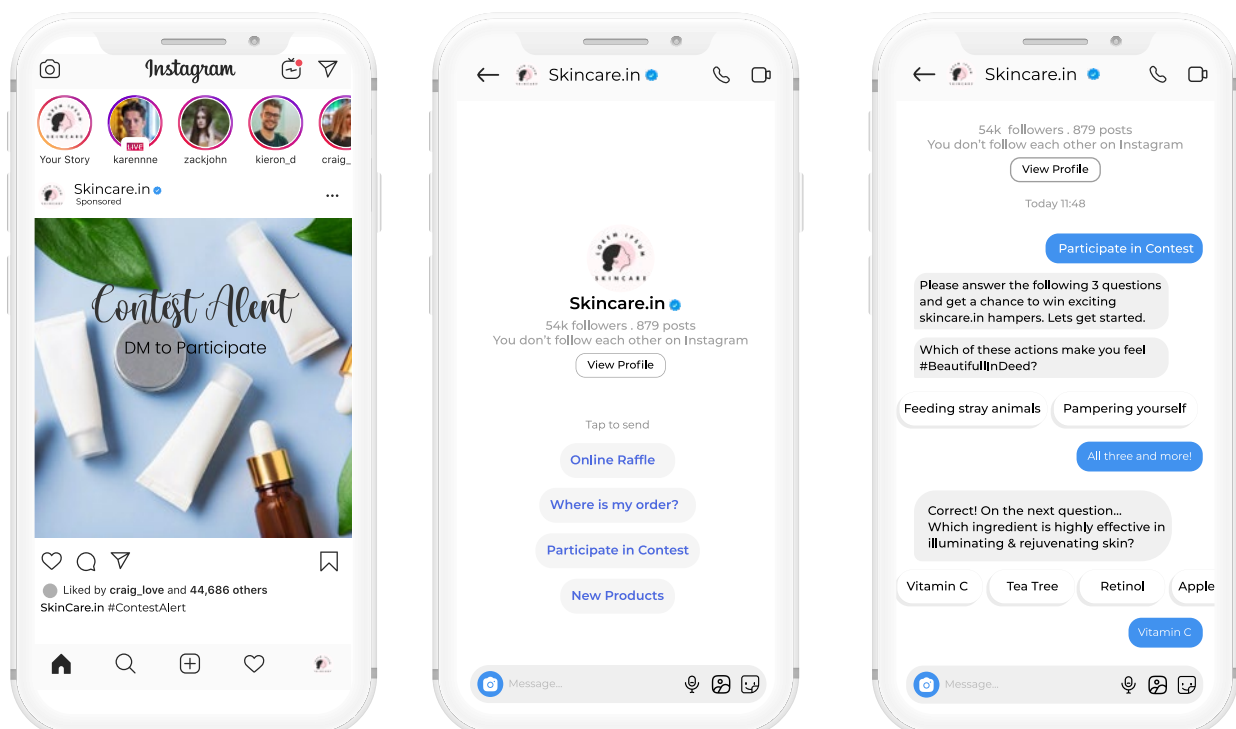 Instagram
LIVE
Your Story
karennne
zackjohn
kieron_d
craig_
Skincare.in
Sponsored
...
Contest Alert
DM to Participate
Liked by craig_love and 44,686 others
SkinCare.in #ContestAlert
Skincare.in
LOREM IPSUM
SKINCARE
Skincare.in
54k followers . 879 posts
You don't follow each other on Instagram
View Profile
Tap to send
Online Raffle
Where is my order?
Participate in Contest
New Products
Message...
Skincare.in
54k followers . 879 posts
You don't follow each other on Instagram
View Profile
Today 11:48
Participate in Contest
Please answer the following 3 questions
and get a chance to win exciting
skincare.in hampers. Lets get started.
Which of these actions make you feel
#BeautifulInDeed?
Feeding stray animals
Pampering yourself
All three and more!
Correct! On the next question...
Which ingredient is highly effective in
illuminating & rejuvenating skin?
Vitamin C
Tea Tree
Retinol
Apple
Vitamin C
Message...